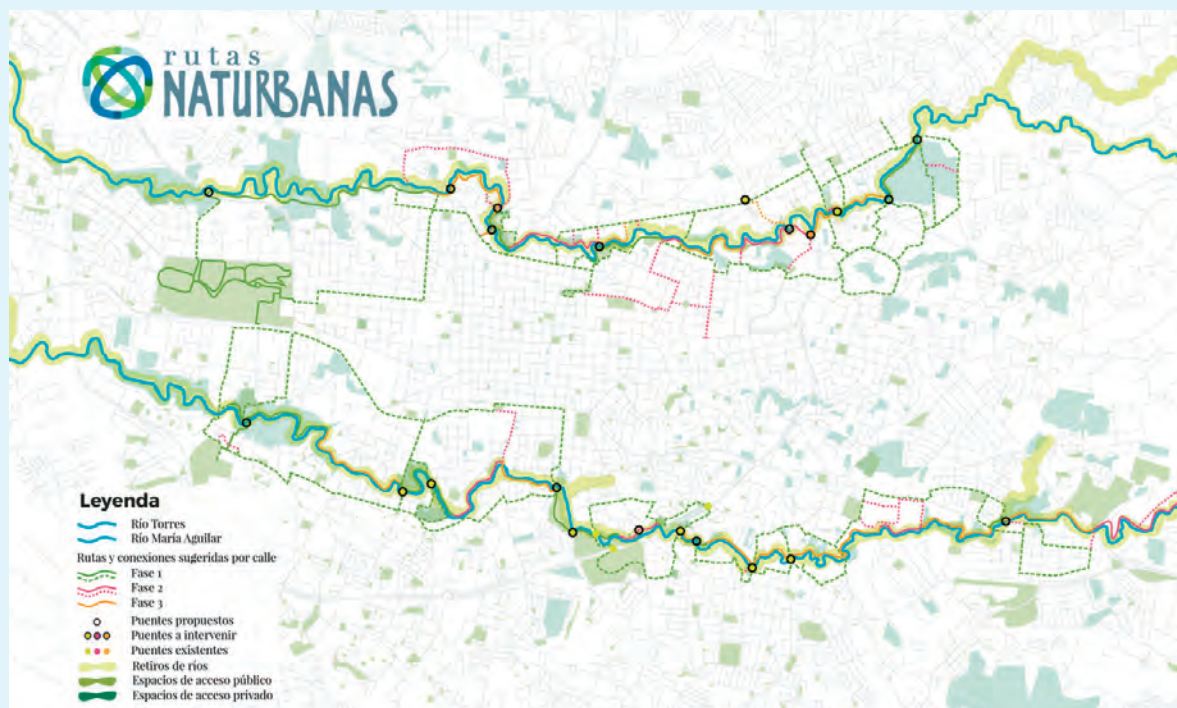 rutas
NATURBANAS
Leyenda
Río Torres
Río María Aguilar
Rutas y conexiones sugeridas por calle
Fase 1
Fase 2
Fase 3
Puentes propuestos
Puentes a intervenir
Puentes existentes
Retiros de ríos
Espacios de acceso público
Espacios de acceso privado